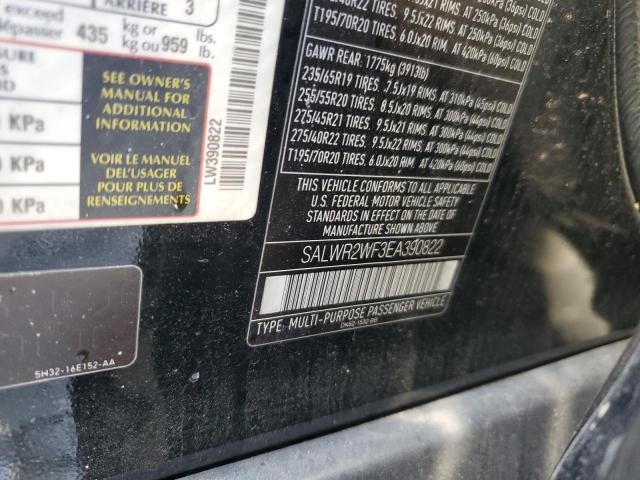 ARRIÈRE 3
exceed
dépasser 435 kg or kg ou 959 lbs. lb.
SEE OWNER'S
MANUAL FOR
ADDITIONAL
INFORMATION
VOIR LE MANUEL
DEL'USAGER
POUR PLUS DE
RENSEIGNEMENTS
KPa
KPa
KPa
LW390822
5H32-16E152-AA
T195/70R20 TIRES, 6.0Jx20 RIM, AT 420kPa (60psi) COLD
GAWR REAR: 1775kg (3913lb)
235/65R19 TIRES, 7.5Jx19 RIMS AT 310kPa (45psi) COLD
255/55R20 TIRES, 8.5Jx20 RIMS, AT 300kPa (44psi) COLD
275/45R21 TIRES, 9.5Jx21 RIMS, AT 300kPa (44psi) COLD
275/40R22 TIRES, 9.5Jx22 RIMS, AT 300kPa (44psi) COLD
T195/70R20 TIRES, 6.0Jx20 RIM, AT 420kPa (60psi) COLD
THIS VEHICLE CONFORMS TO ALL APPLICABLE
U.S. FEDERAL MOTOR VEHICLE SAFETY
STANDARDS IN EFFECT ON THE DATE OF
MANUFACTURE SHOWN ABOVE.
SALWR2WF3EA390822
TYPE: MULTI-PURPOSE PASSENGER VEHICLE